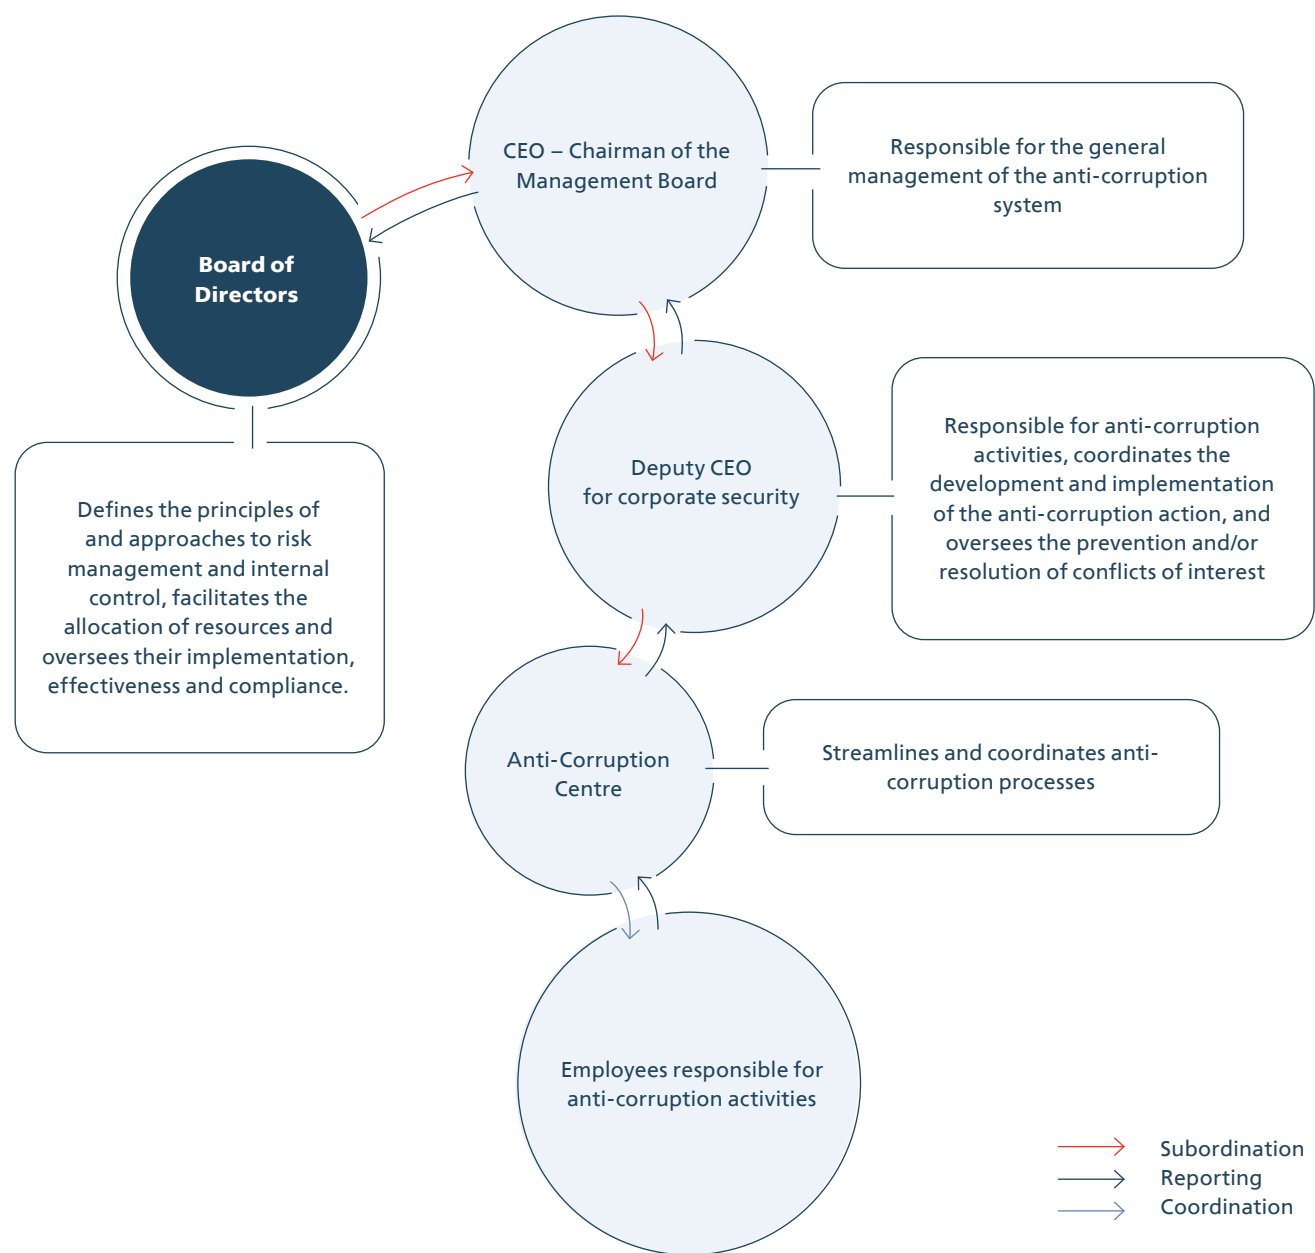 CEO – Chairman of the
Management Board
Responsible for the general
management of the anti-corruption
system
Board of
Directors
Defines the principles of
and approaches to risk
management and internal
control, facilitates the
allocation of resources and
oversees their implementation,
effectiveness and compliance.
Deputy CEO
for corporate security
Responsible for anti-corruption
activities, coordinates the
development and implementation
of the anti-corruption action, and
oversees the prevention and/or
resolution of conflicts of interest
Anti-Corruption
Centre
Streamlines and coordinates anti-
corruption processes
Employees responsible for
anti-corruption activities
Subordination
Reporting
Coordination